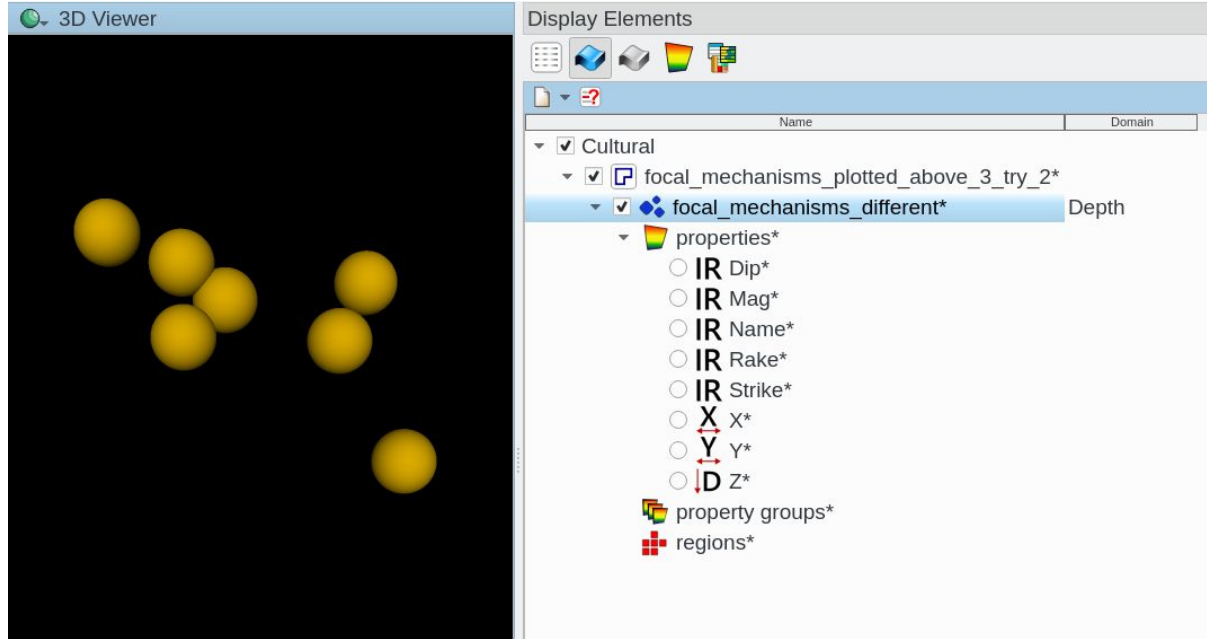 3D Viewer
Display Elements
Name Domain
Cultural
focal_mechanisms_plotted_above_3_try_2*
focal_mechanisms_different* Depth
properties*
IR Dip*
IR Mag*
IR Name*
IR Rake*
IR Strike*
X X*
Y Y*
D Z*
property groups*
regions*